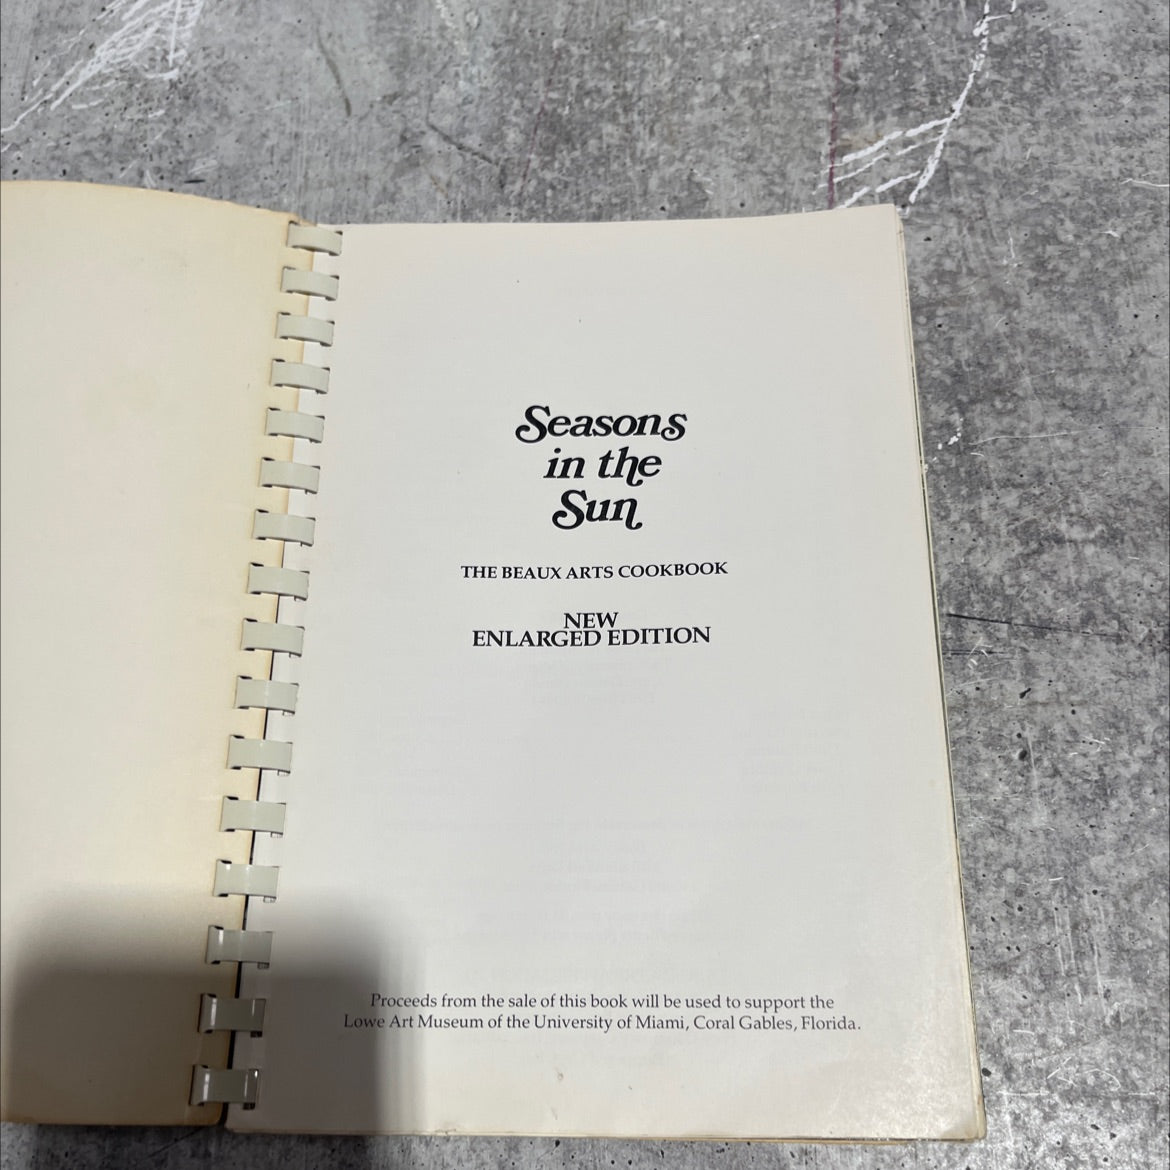 Seasons
in the
Sun
THE BEAUX ARTS COOKBOOK
NEW
ENLARGED EDITION
Proceeds from the sale of this book will be used to support the
Lowe Art Museum of the University of Miami, Coral Gables, Florida.